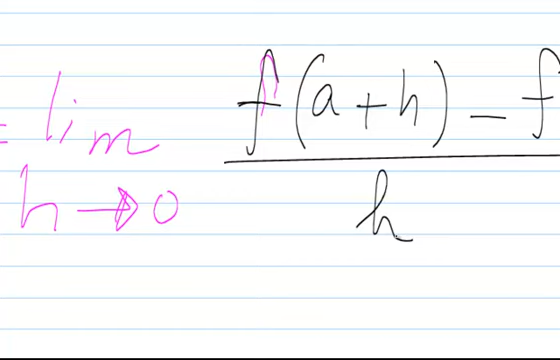 = lim f(a+h) - f
h→0 h